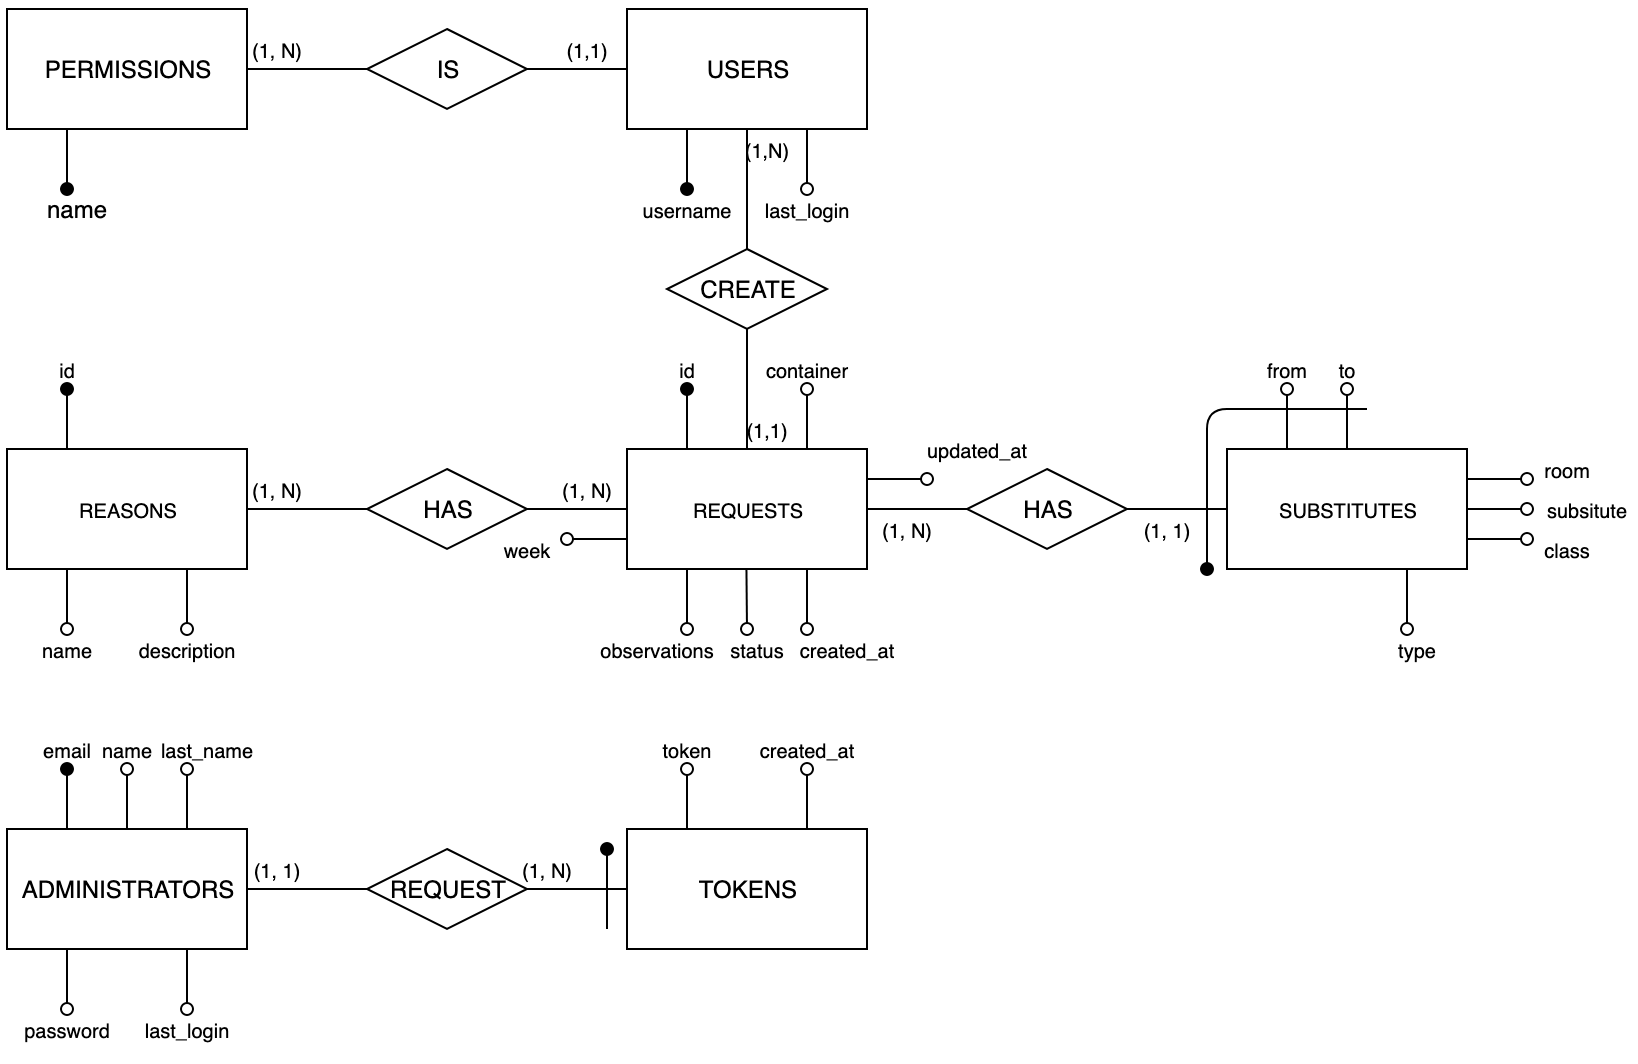 PERMISSIONS
(1, N)
IS
(1,1)
USERS
name
username
(1,N)
last_login
CREATE
id
id
container
from
to
(1,1)
updated_at
REASONS
(1, N)
HAS
(1, N)
REQUESTS
(1, N)
HAS
(1, 1)
SUBSTITUTES
room
subsitute
class
week
name
description
observations
status
created_at
type
email
name
last_name
token
created_at
ADMINISTRATORS
(1, 1)
REQUEST
(1, N)
TOKENS
password
last_login